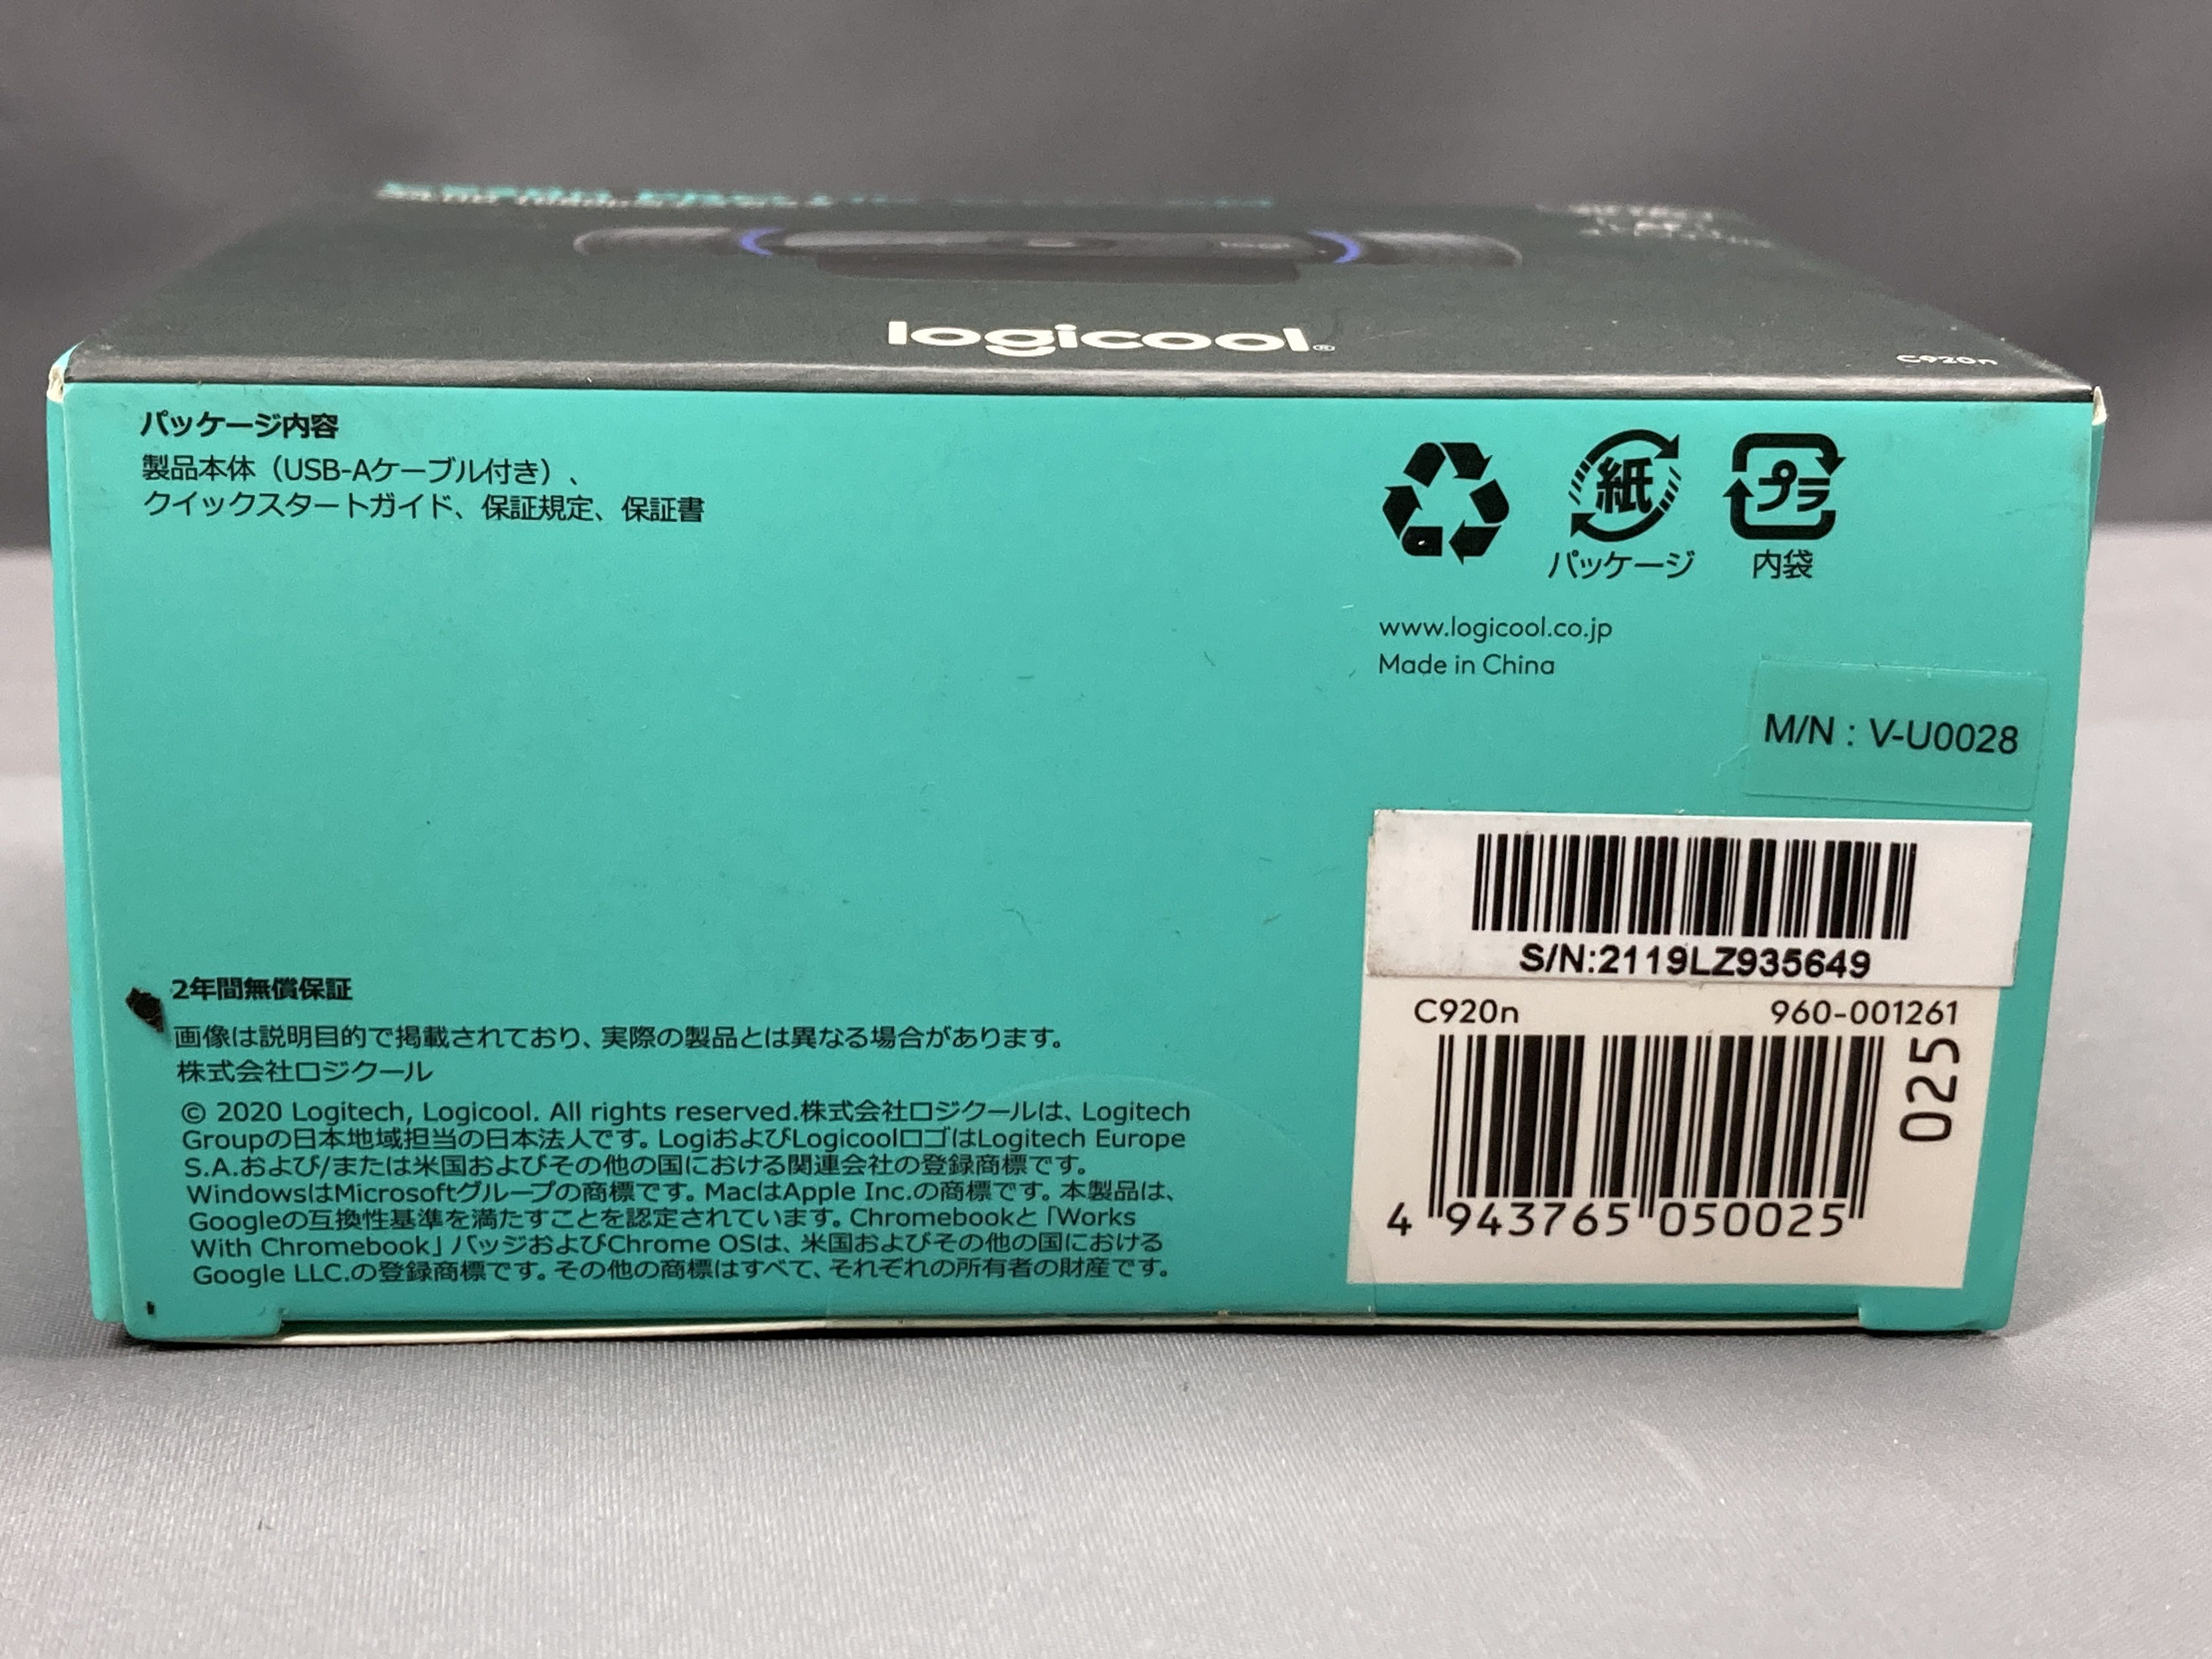 logicool
C920n
パッケージ内容
製品本体（USB-Aケーブル付き）、
クイックスタートガイド、保証規定、保証書
紙
プラ
パッケージ
内袋
www.logicool.co.jp
Made in China
M/N : V-U0028
S/N:2119LZ935649
C920n
960-001261
025
4 943765 050025
2年間無償保証
画像は説明目的で掲載されており、実際の製品とは異なる場合があります。
株式会社ロジクール
© 2020 Logitech, Logicool. All rights reserved.株式会社ロジクールは、Logitech
Groupの日本地域担当の日本法人です。LogiおよびLogicoolロゴはLogitech Europe
S.A.および/または米国およびその他の国における関連会社の登録商標です。
WindowsはMicrosoftグループの商標です。MacはApple Inc.の商標です。本製品は、
Googleの互換性基準を満たすことを認定されています。Chromebookと「Works
With Chromebook」バッジおよびChrome OSは、米国およびその他の国における
Google LLC.の登録商標です。その他の商標はすべて、それぞれの所有者の財産です。